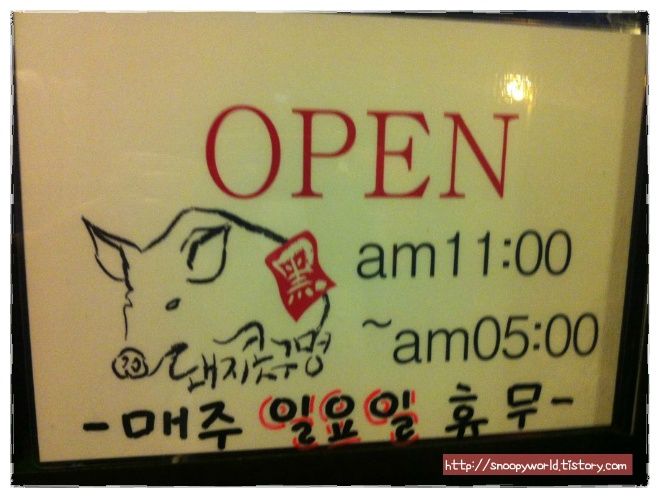 OPEN
黑
am11:00
~am05:00
돼지콧구멍
-매주 일요일 휴무-
http://snoopyworld.tistory.com